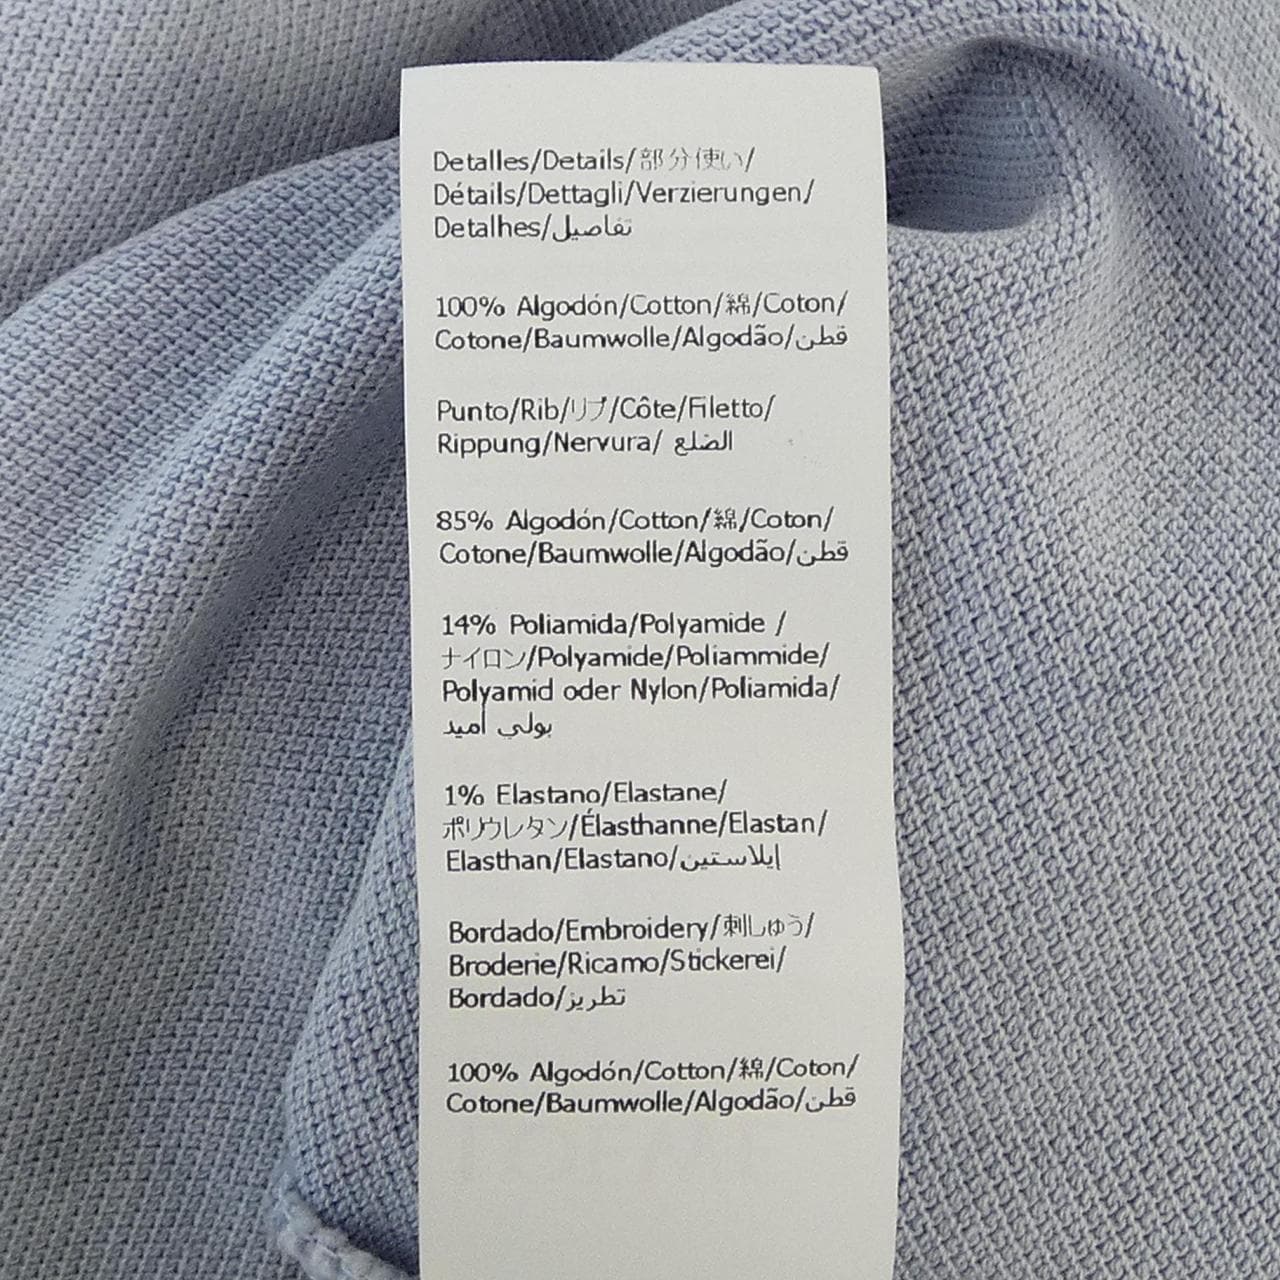 Detalles/Details/部分使い/
Détails/Dettagli/Verzierungen/
Detalhes/تفاصيل
100% Algodón/Cotton/綿/Coton/
Cotone/Baumwolle/Algodão/قطن
Punto/Rib/リブ/Côte/Filetto/
Rippung/Nervura/ الضلع
85% Algodón/Cotton/綿/Coton/
Cotone/Baumwolle/Algodão/قطن
14% Poliamida/Polyamide /
ナイロン/Polyamide/Poliammide/
Polyamid oder Nylon/Poliamida/
بولي أميد
1% Elastano/Elastane/
ポリウレタン/Élasthanne/Elastan/
Elasthan/Elastano/إيلاستين
Bordado/Embroidery/刺しゅう/
Broderie/Ricamo/Stickerei/
Bordado/تطريز
100% Algodón/Cotton/綿/Coton/
Cotone/Baumwolle/Algodão/قطن